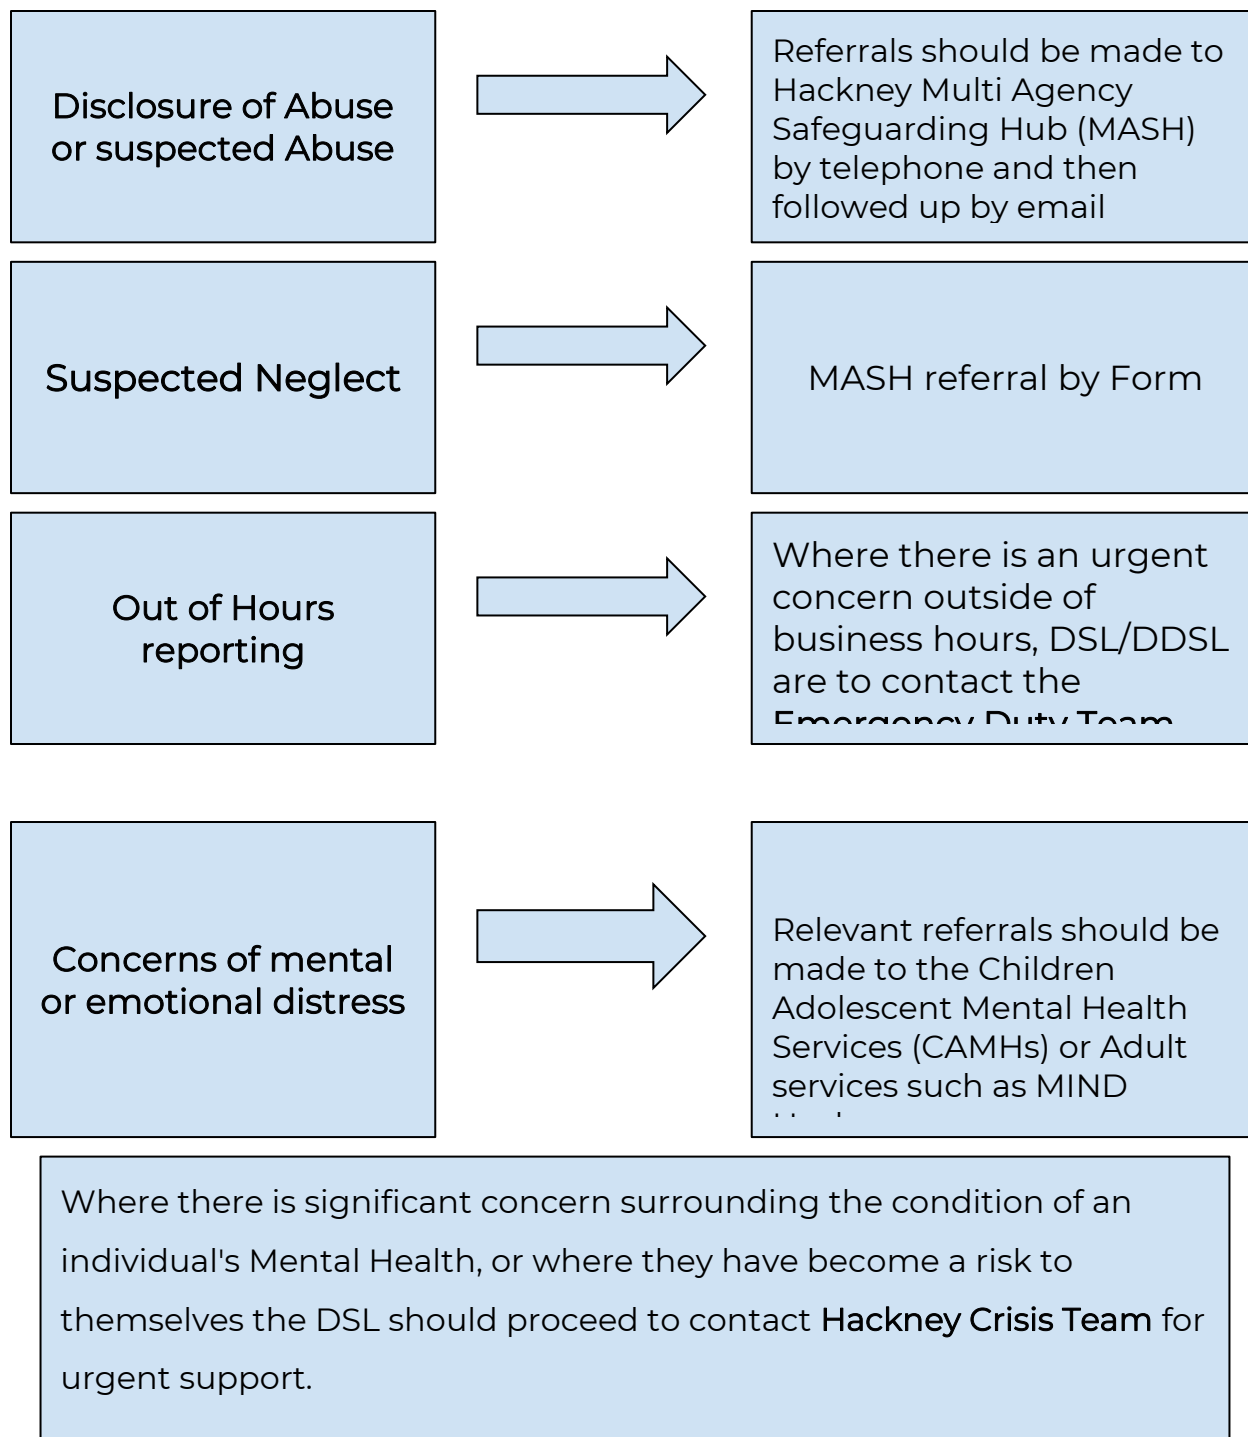 Disclosure of Abuse
or suspected Abuse
Referrals should be made to
Hackney Multi Agency
Safeguarding Hub (MASH)
by telephone and then
followed up by email
Suspected Neglect
MASH referral by Form
Out of Hours
reporting
Where there is an urgent
concern outside of
business hours, DSL/DDSL
are to contact the
Emergency Duty Team
Concerns of mental
or emotional distress
Relevant referrals should be
made to the Children
Adolescent Mental Health
Services (CAMHs) or Adult
services such as MIND
Where there is significant concern surrounding the condition of an
individual's Mental Health, or where they have become a risk to
themselves the DSL should proceed to contact Hackney Crisis Team for
urgent support.